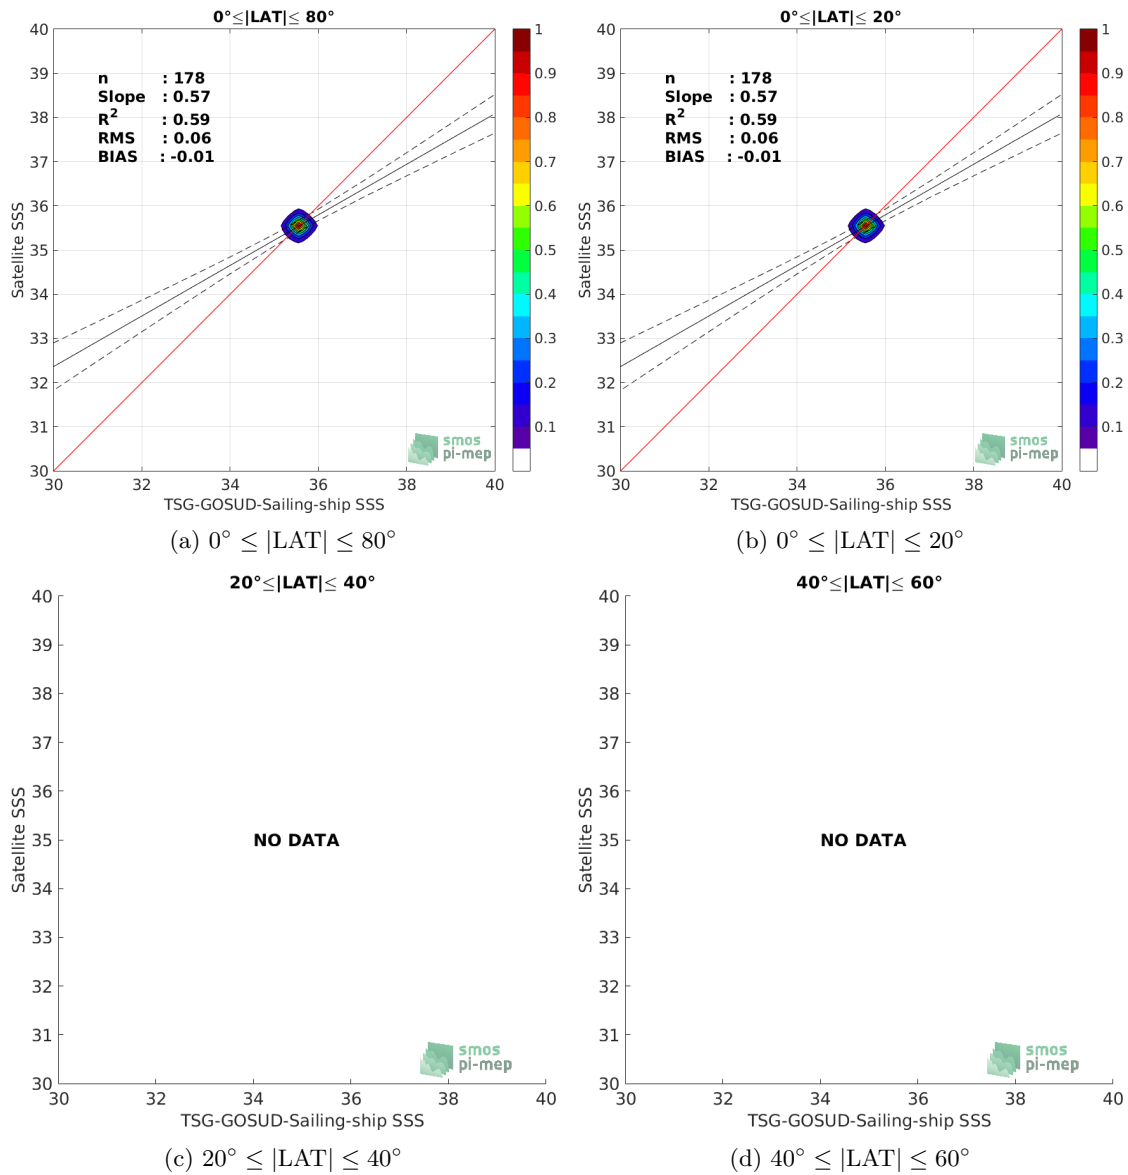 0°≤|LAT|≤ 80°
n : 178
Slope : 0.57
R² : 0.59
RMS : 0.06
BIAS : -0.01
40
39
38
37
36
35
34
33
32
31
30
Satellite SSS
30 32 34 36 38 40
TSG-GOSUD-Sailing-ship SSS
smos
pi-mep
1
0.9
0.8
0.7
0.6
0.5
0.4
0.3
0.2
0.1
(a) 0° ≤ |LAT| ≤ 80°
0°≤|LAT|≤ 20°
n : 178
Slope : 0.57
R² : 0.59
RMS : 0.06
BIAS : -0.01
40
39
38
37
36
35
34
33
32
31
30
Satellite SSS
30 32 34 36 38 40
TSG-GOSUD-Sailing-ship SSS
smos
pi-mep
1
0.9
0.8
0.7
0.6
0.5
0.4
0.3
0.2
0.1
(b) 0° ≤ |LAT| ≤ 20°
20°≤|LAT|≤ 40°
40
39
38
37
36
35
34
33
32
31
30
Satellite SSS
NO DATA
30 32 34 36 38 40
TSG-GOSUD-Sailing-ship SSS
smos
pi-mep
(c) 20° ≤ |LAT| ≤ 40°
40°≤|LAT|≤ 60°
40
39
38
37
36
35
34
33
32
31
30
Satellite SSS
NO DATA
30 32 34 36 38 40
TSG-GOSUD-Sailing-ship SSS
smos
pi-mep
(d) 40° ≤ |LAT| ≤ 60°